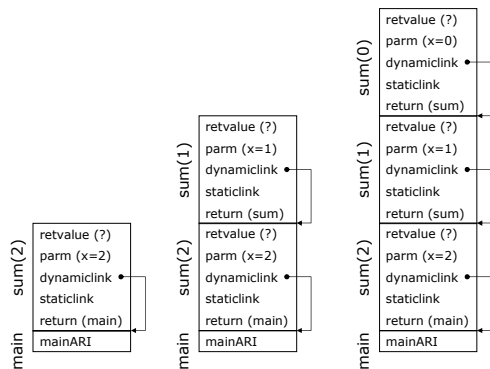 sum(2)
retvalue (?)
parm (x=2)
dynamiclink
staticlink
return (main)
main
mainARI
sum(1)
retvalue (?)
parm (x=1)
dynamiclink
staticlink
return (sum)
sum(2)
retvalue (?)
parm (x=2)
dynamiclink
staticlink
return (main)
main
mainARI
sum(0)
retvalue (?)
parm (x=0)
dynamiclink
staticlink
return (sum)
sum(1)
retvalue (?)
parm (x=1)
dynamiclink
staticlink
return (sum)
sum(2)
retvalue (?)
parm (x=2)
dynamiclink
staticlink
return (main)
main
mainARI